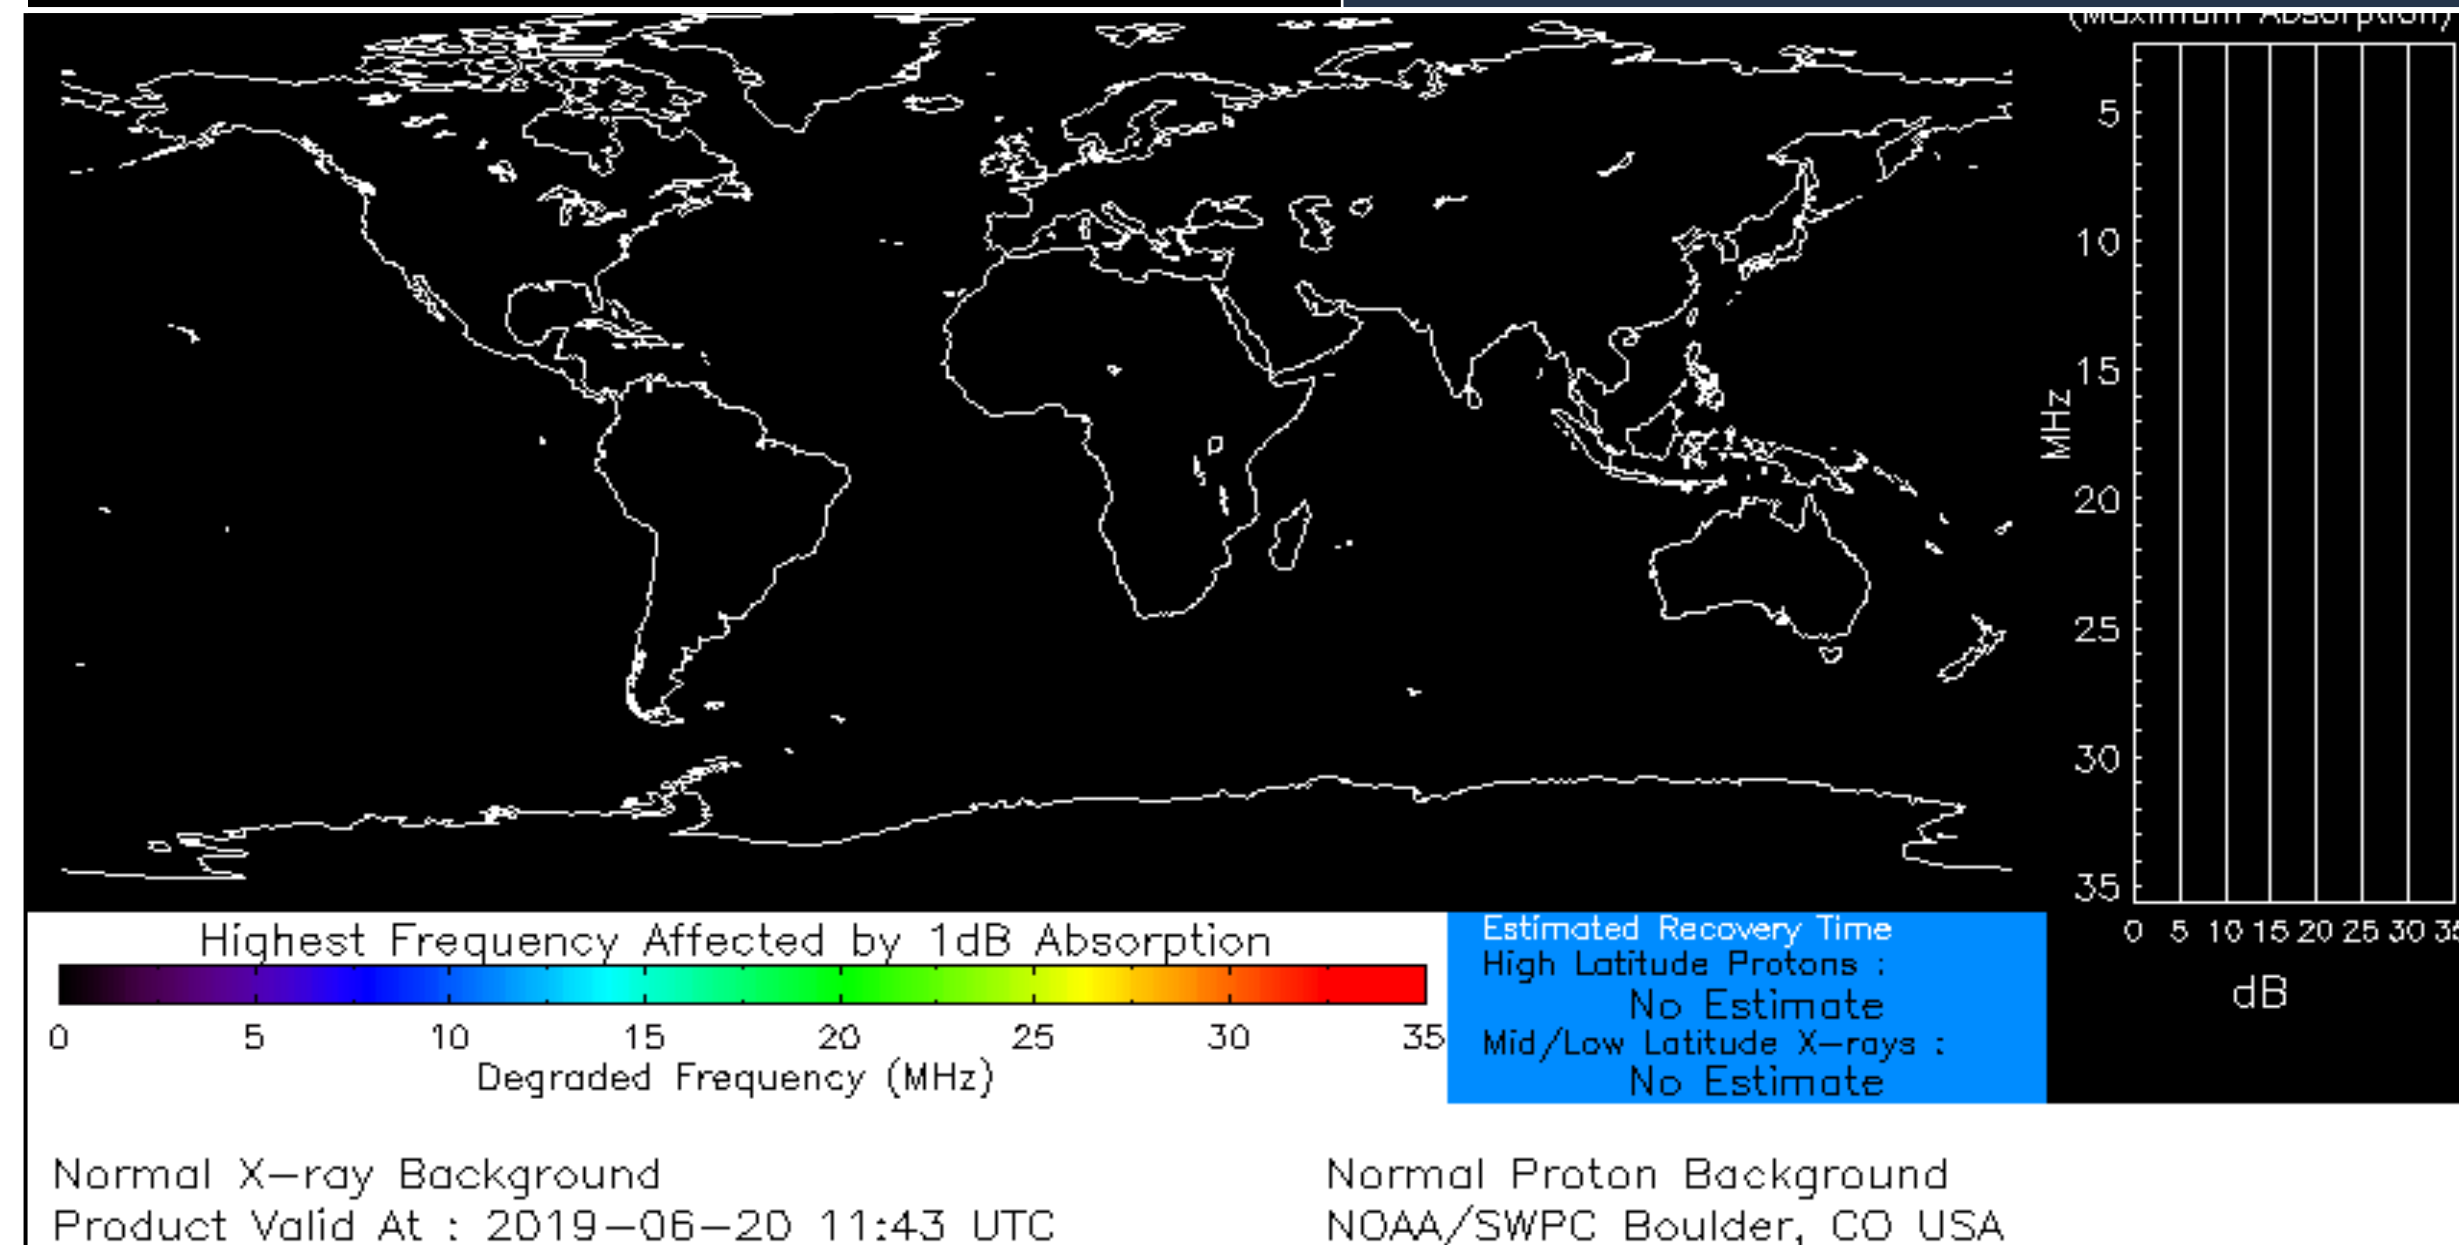 (Maximum Absorption)
5
10
15
20
25
30
35
MHz
0 5 10 15 20 25 30 35
dB
Highest Frequency Affected by 1dB Absorption
0 5 10 15 20 25 30 35
Degraded Frequency (MHz)
Estimated Recovery Time
High Latitude Protons :
No Estimate
Mid/Low Latitude X-rays :
No Estimate
Normal X-ray Background
Normal Proton Background
Product Valid At : 2019-06-20 11:43 UTC
NOAA/SWPC Boulder, CO USA